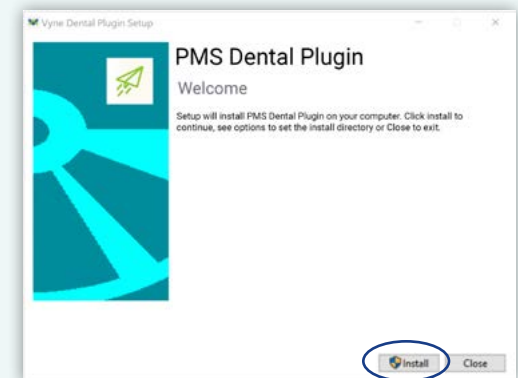 Vyne Dental Plugin Setup
PMS Dental Plugin
Welcome
Setup will install PMS Dental Plugin on your computer. Click install to
continue, see options to set the install directory or Close to exit.
Install
Close